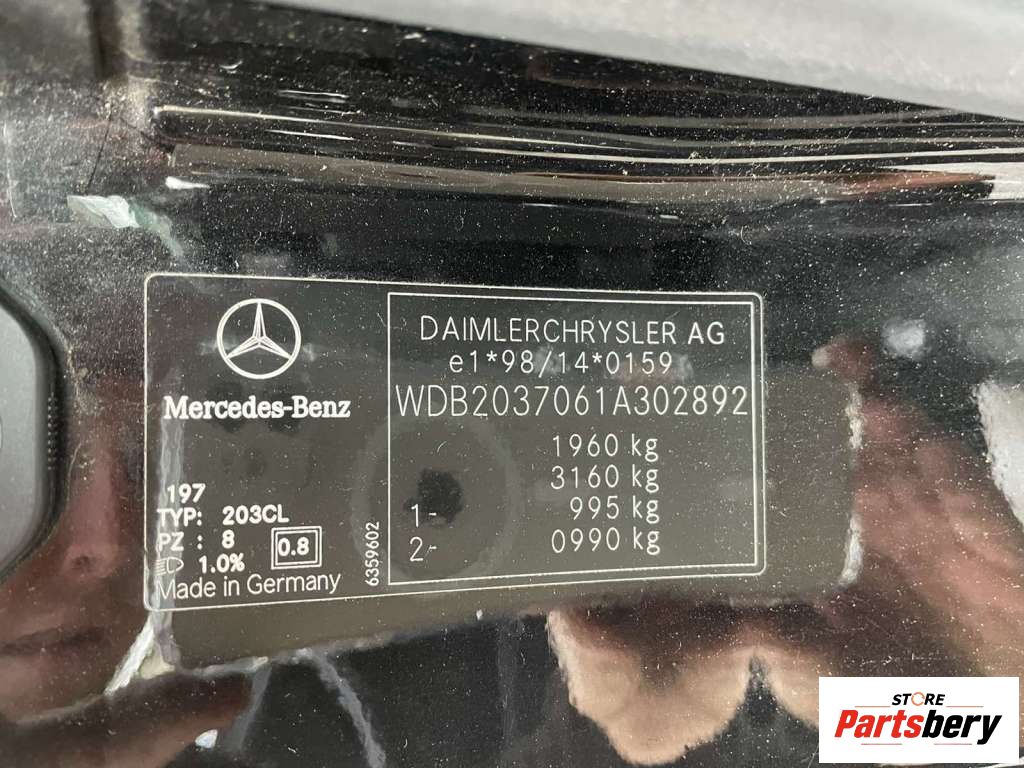 DAIMLERCHRYSLER AG
e1*98/14*0159
WDB2037061A302892
1960 kg
3160 kg
1- 995 kg
2- 0990 kg
Mercedes-Benz
197
TYP: 203CL
PZ : 8
1.0%
0.8
Made in Germany
6359602
STORE
Partsbery